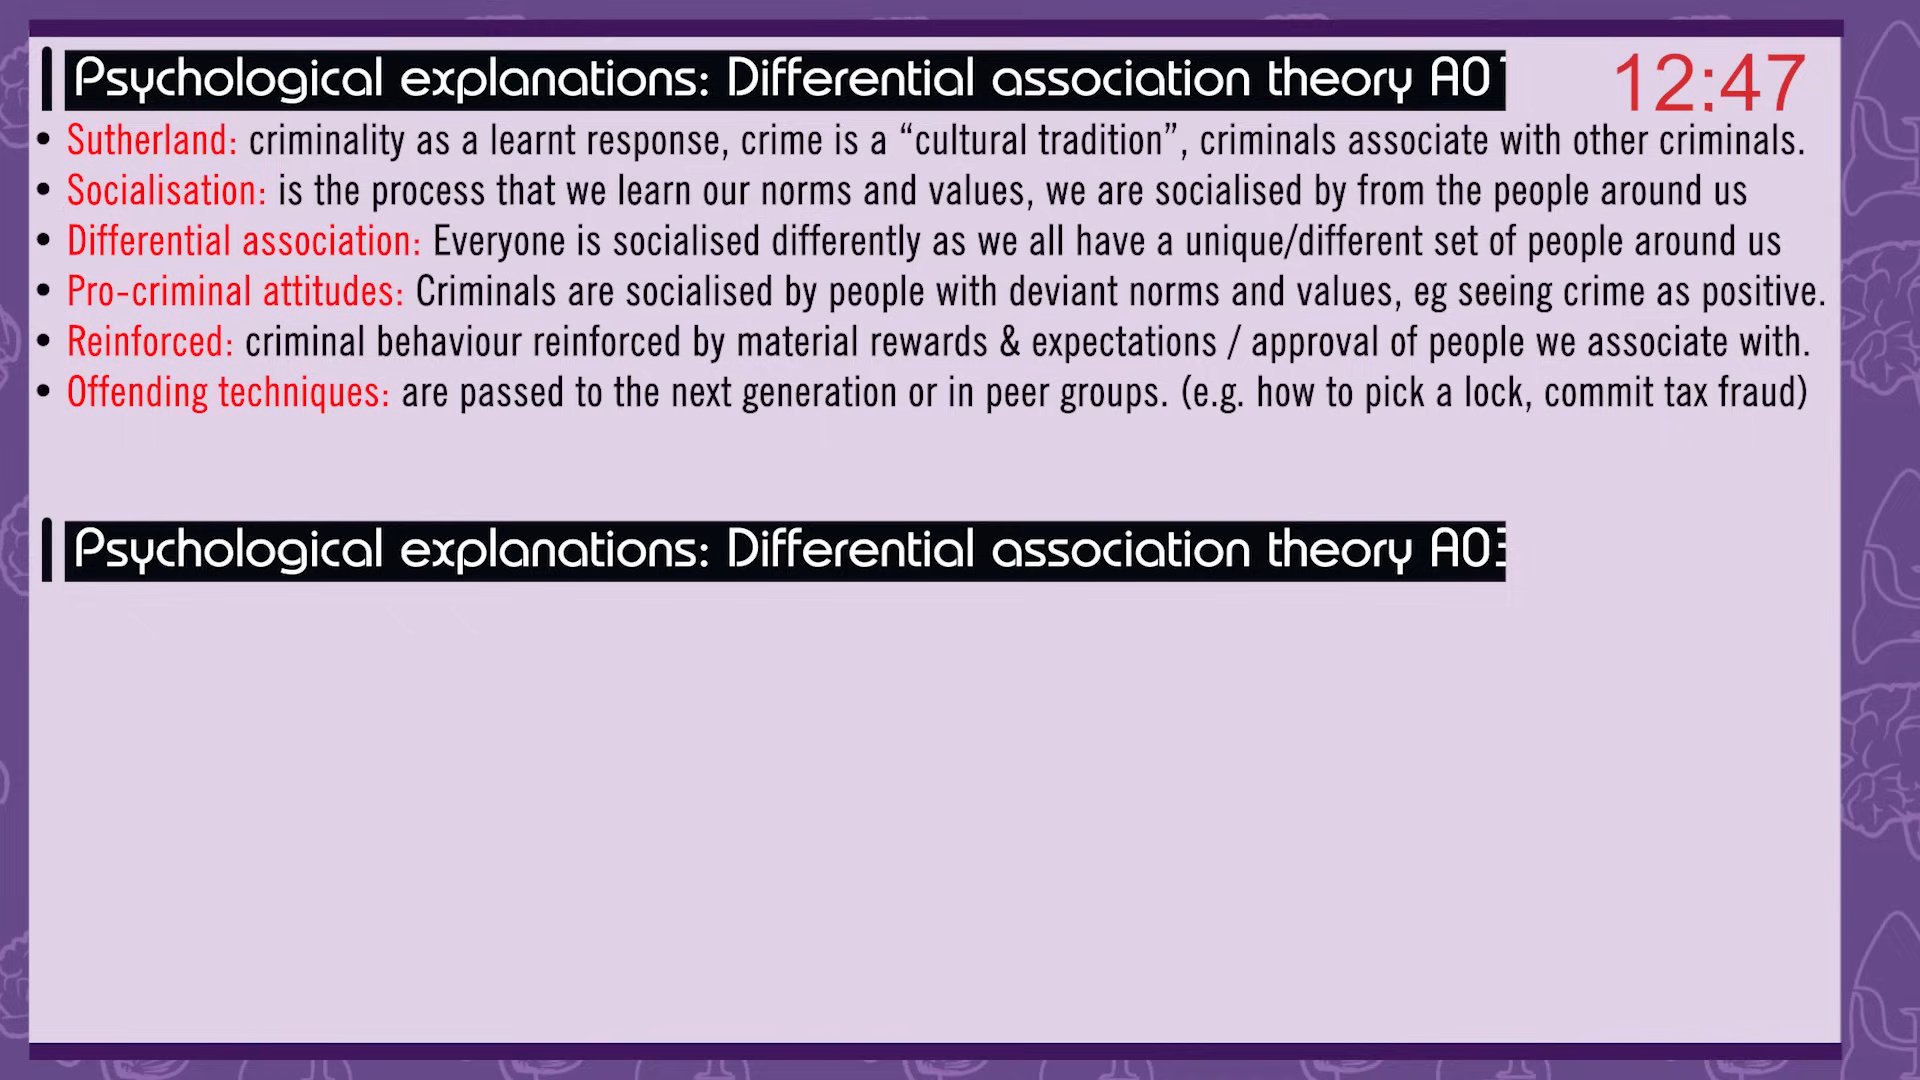 Psychological explanations: Differential association theory AO1
12:47
• Sutherland: criminality as a learnt response, crime is a “cultural tradition”, criminals associate with other criminals.
• Socialisation: is the process that we learn our norms and values, we are socialised by from the people around us
• Differential association: Everyone is socialised differently as we all have a unique/different set of people around us
• Pro-criminal attitudes: Criminals are socialised by people with deviant norms and values, eg seeing crime as positive.
• Reinforced: criminal behaviour reinforced by material rewards & expectations / approval of people we associate with.
• Offending techniques: are passed to the next generation or in peer groups. (e.g. how to pick a lock, commit tax fraud)
Psychological explanations: Differential association theory AO3